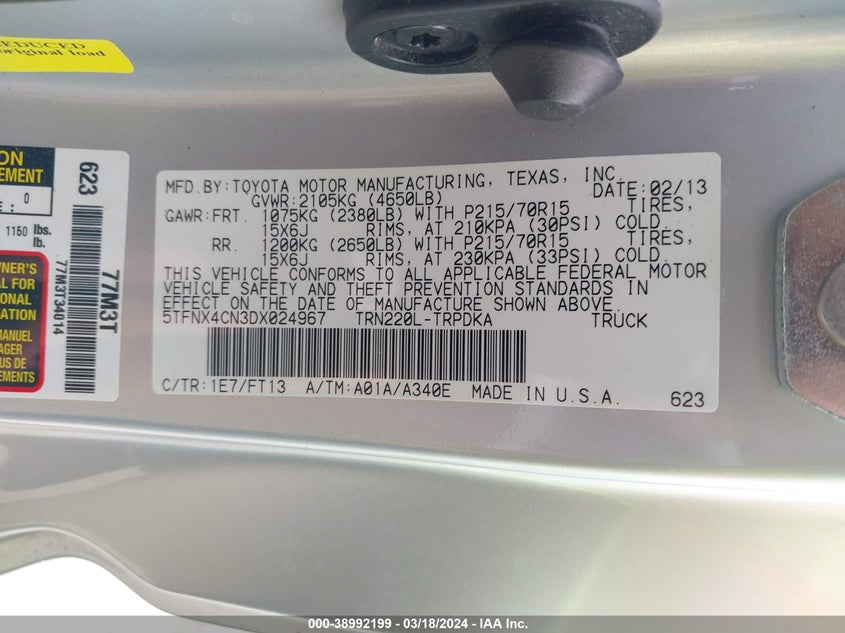 REDUCED
original load
ON
EMENT
E: 0
1150 lbs.
lb.
623
77M3T34014
77M3T
WNER'S
AL FOR
IONAL
ATION
MANUEL
AGER
US DE
EMENTS
MFD.BY:TOYOTA MOTOR MANUFACTURING, TEXAS, INC.
GVWR:2105KG (4650LB) DATE:02/13
GAWR:FRT. 1075KG (2380LB) WITH P215/70R15 TIRES,
15X6J RIMS, AT 210KPA (30PSI) COLD.
RR. 1200KG (2650LB) WITH P215/70R15 TIRES,
15X6J RIMS, AT 230KPA (33PSI) COLD.
THIS VEHICLE CONFORMS TO ALL APPLICABLE FEDERAL MOTOR
VEHICLE SAFETY AND THEFT PREVENTION STANDARDS IN
EFFECT ON THE DATE OF MANUFACTURE SHOWN ABOVE.
5TFNX4CN3DX024967 TRN220L-TRPDKA TRUCK
C/TR:1E7/FT13 A/TM:A01A/A340E MADE IN U.S.A. 623
000-38992199 - 03/18/2024 - IAA Inc.